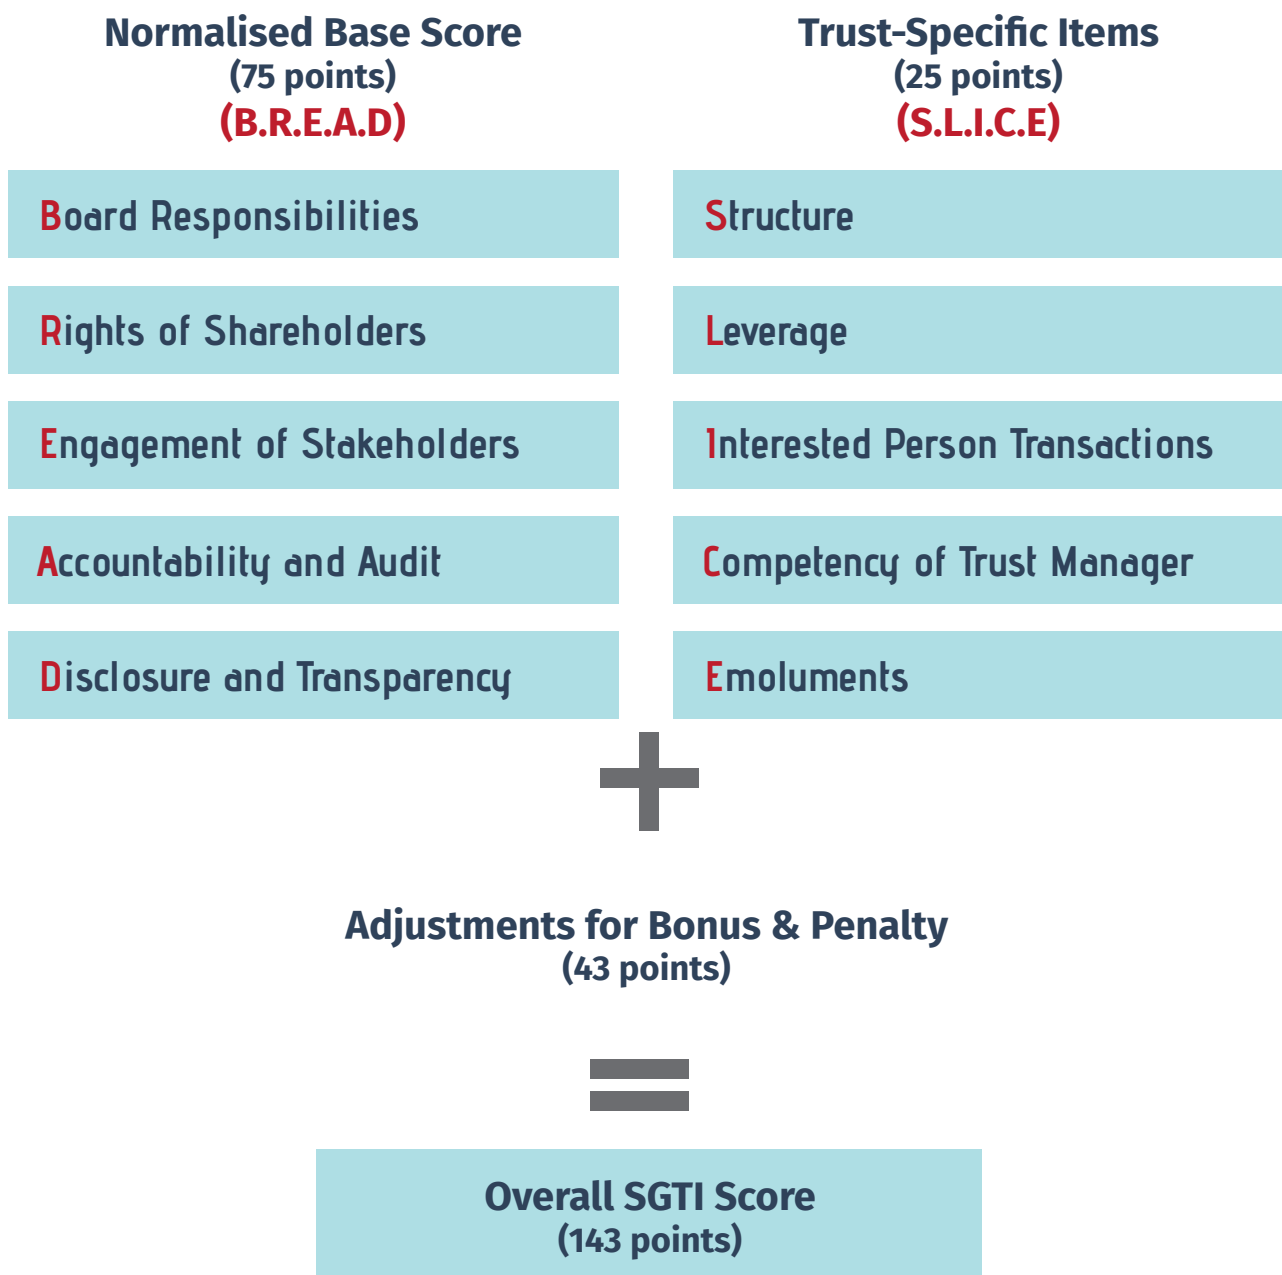 Normalised Base Score
(75 points)
(B.R.E.A.D)
Board Responsibilities
Rights of Shareholders
Engagement of Stakeholders
Accountability and Audit
Disclosure and Transparency
Trust-Specific Items
(25 points)
(S.L.I.C.E)
Structure
Leverage
Interested Person Transactions
Competency of Trust Manager
Emoluments
+
Adjustments for Bonus & Penalty
(43 points)
=
Overall SGTI Score
(143 points)